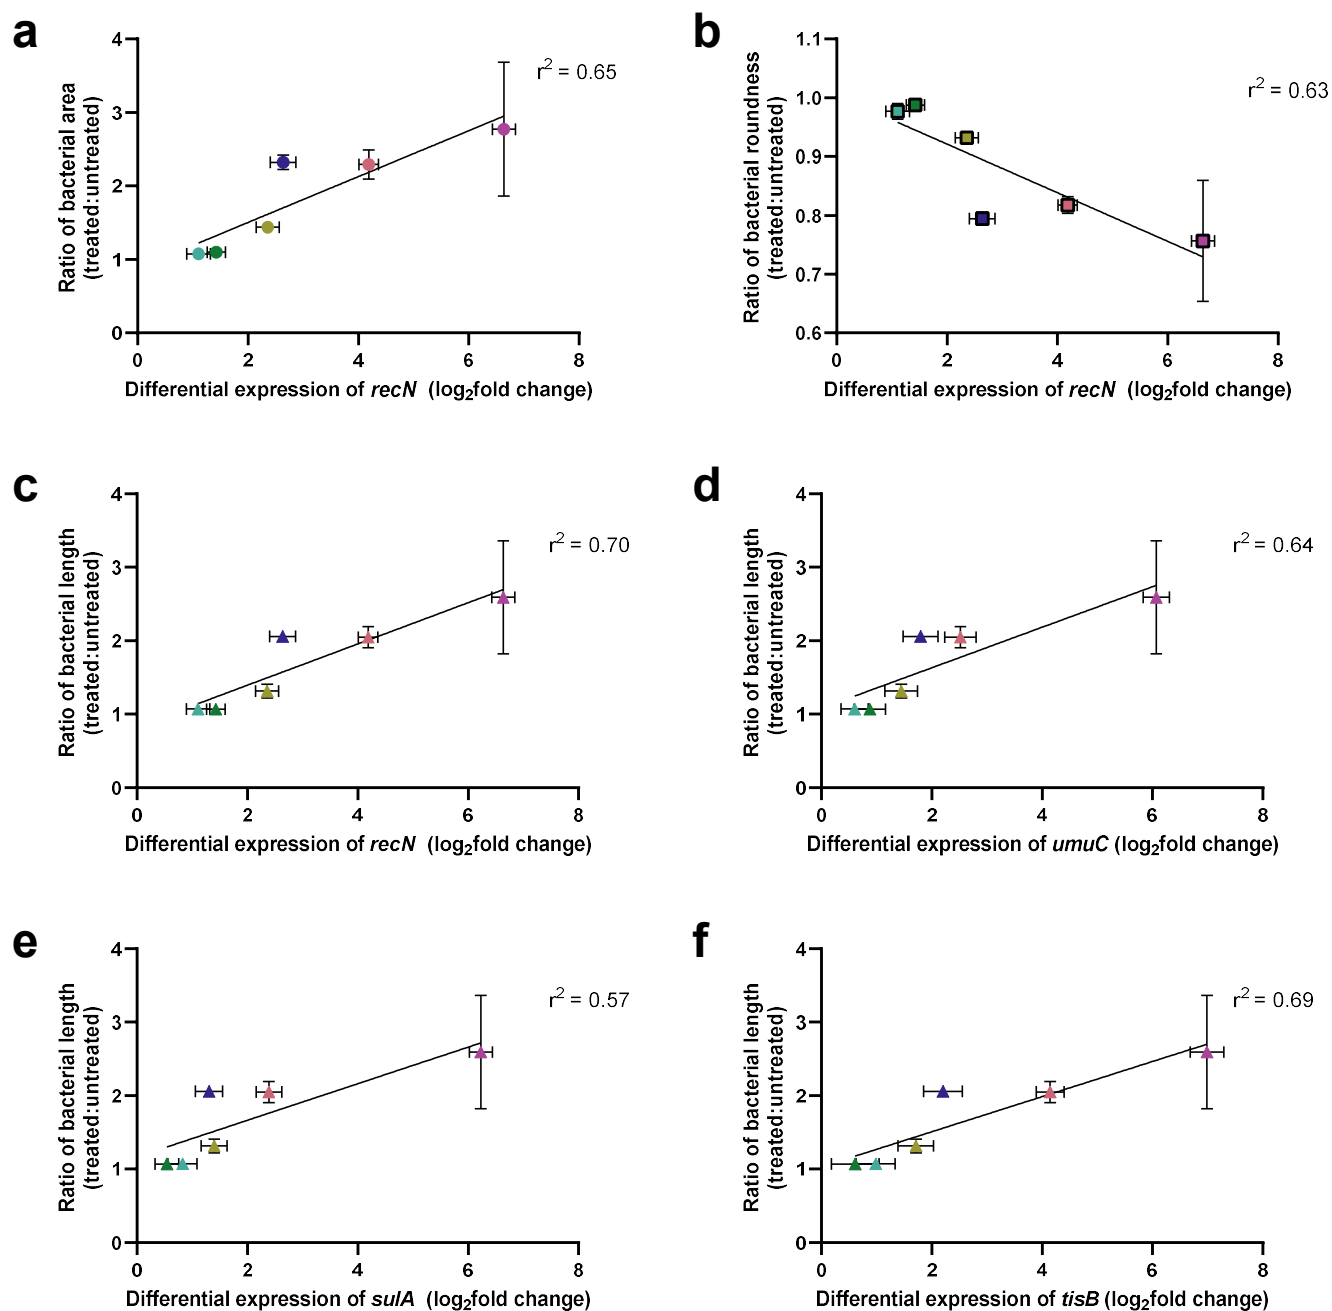 a
4
3
2
1
0
Ratio of bacterial area
(treated:untreated)
r² = 0.65
0 2 4 6 8
Differential expression of recN (log₂fold change)
b
1.1
1.0
0.9
0.8
0.7
0.6
Ratio of bacterial roundness
(treated:untreated)
r² = 0.63
0 2 4 6 8
Differential expression of recN (log₂fold change)
c
4
3
2
1
0
Ratio of bacterial length
(treated:untreated)
r² = 0.70
0 2 4 6 8
Differential expression of recN (log₂fold change)
d
4
3
2
1
0
Ratio of bacterial length
(treated:untreated)
r² = 0.64
0 2 4 6 8
Differential expression of umuC (log₂fold change)
e
4
3
2
1
0
Ratio of bacterial length
(treated:untreated)
r² = 0.57
0 2 4 6 8
Differential expression of sulA (log₂fold change)
f
4
3
2
1
0
Ratio of bacterial length
(treated:untreated)
r² = 0.69
0 2 4 6 8
Differential expression of tisB (log₂fold change)